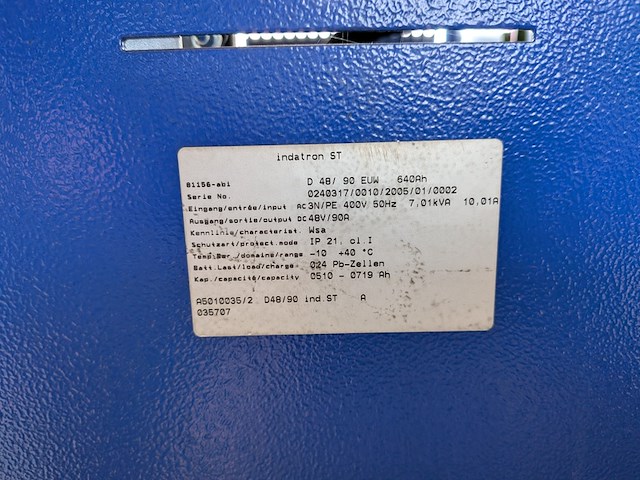 indatron ST
D 48/ 90 EUW 640Ah
81156-abi
Serie No. 0240317/0010/2005/01/0002
Eingang/entrée/input AC 3N/PE 400V 50Hz 7,01kVA 10,01A
Ausgang/sortie/output DC 48V/90A
Kennlinie/characterist. Wsa
Schutzart/protect.mode IP 21, cl.I
Temp.Ber./domaine/range -10 +40 °C
Batt.Last/load/charge 024 Pb-Zellen
Kap./capacité/capacity 0510 - 0719 Ah
A5010035/2 D48/90 ind.ST A
035707